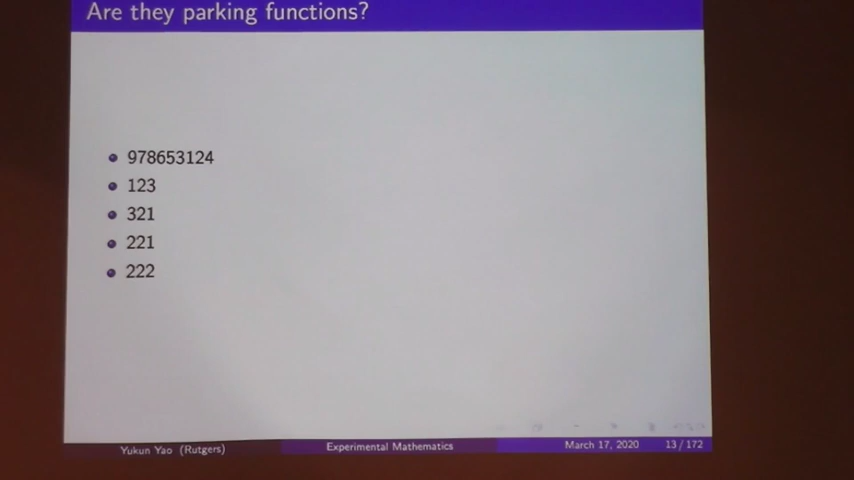 Are they parking functions?
978653124
123
321
221
222
Yukun Yao (Rutgers) Experimental Mathematics March 17, 2020 13 / 172